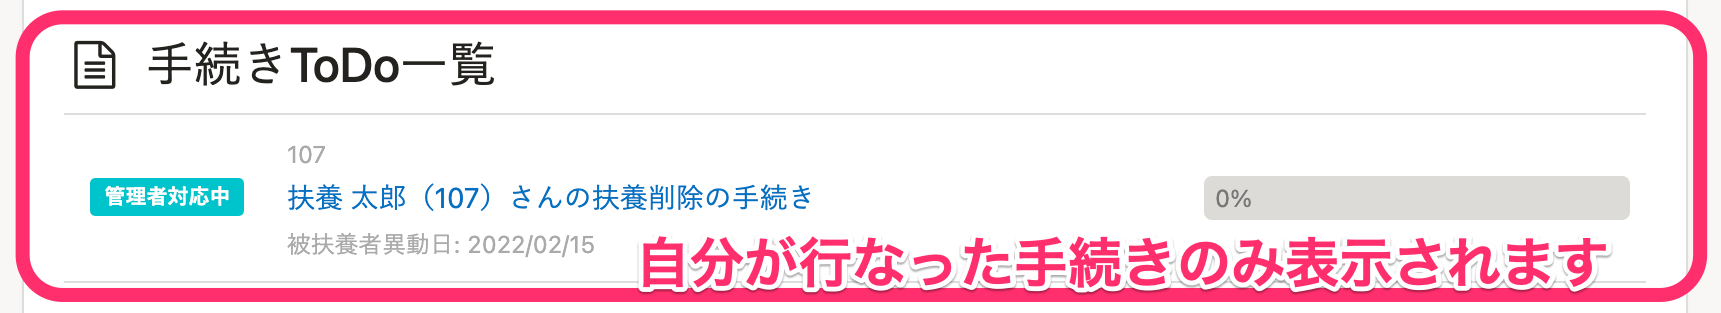 手続きToDo一覧
107
管理者対応中
扶養 太郎（107）さんの扶養削除の手続き
0%
被扶養者異動日: 2022/02/15
自分が行なった手続きのみ表示されます